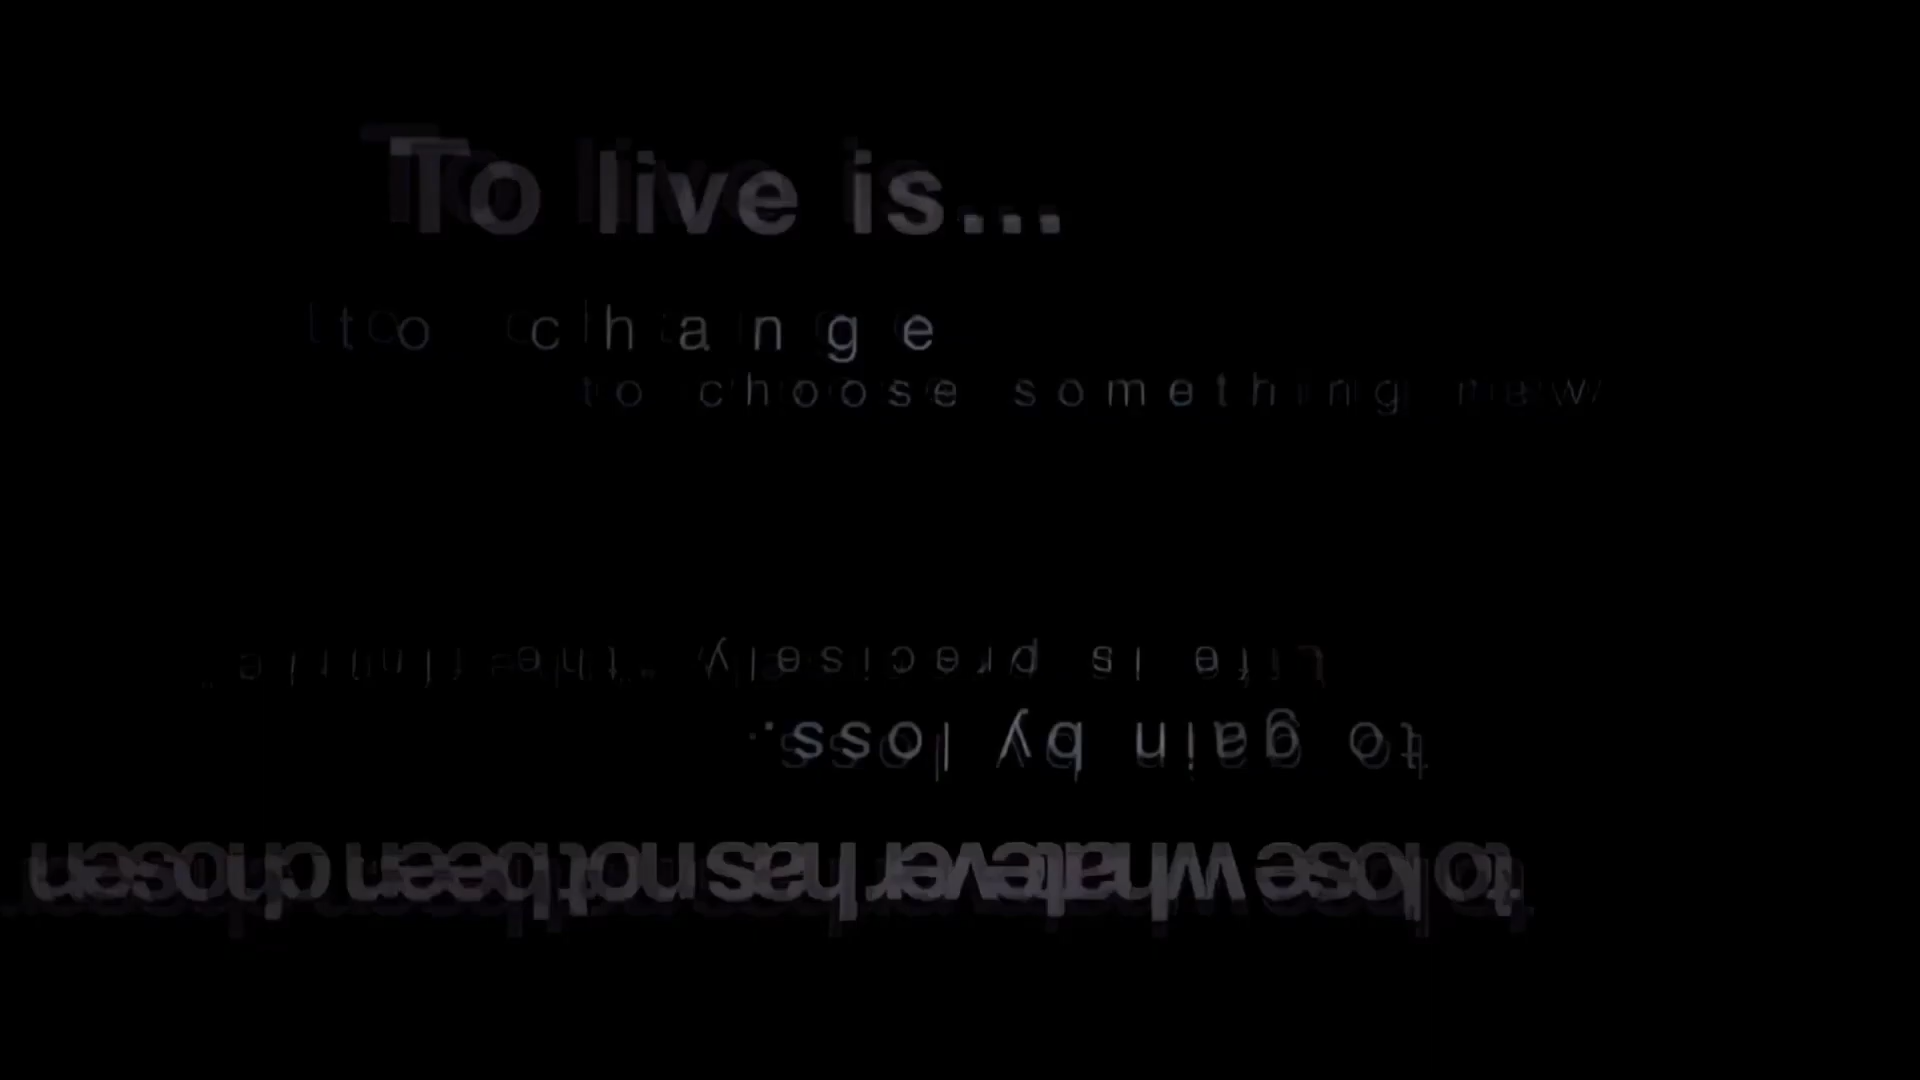 To live is...
to change
to choose something new
to lose whatever has not been chosen
to gain by loss.
Life is precisely "the finitie"